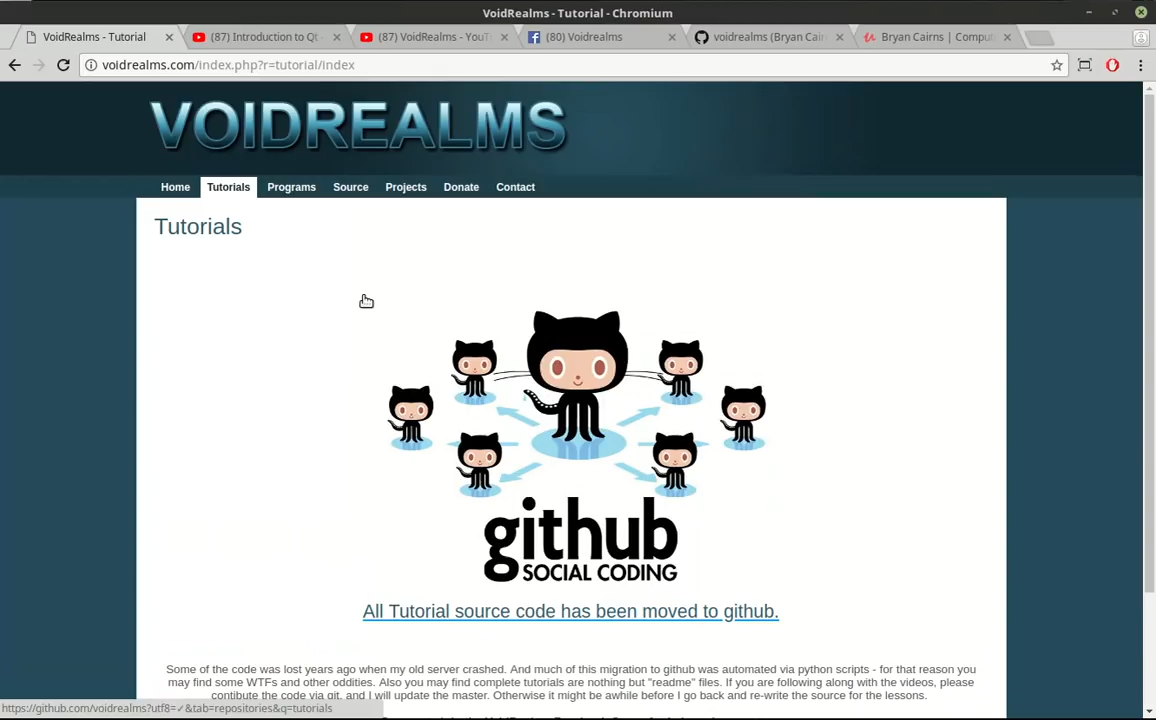 VoidRealms - Tutorial - Chromium
VoidRealms - Tutorial
(87) Introduction to Qt -
(87) VoidRealms - YouT
(80) Voidrealms
voidrealms (Bryan Cair
Bryan Cairns | Comput
voidrealms.com/index.php?r=tutorial/index
VOIDREALMS
Home Tutorials Programs Source Projects Donate Contact
Tutorials
github
SOCIAL CODING
All Tutorial source code has been moved to github.
Some of the code was lost years ago when my old server crashed. And much of this migration to github was automated via python scripts - for that reason you
may find some WTFs and other oddities. Also you may find complete tutorials are nothing but "readme" files. If you are following along with the videos, please
contibute the code via git, and I will update the master. Otherwise it might be awhile before I go back and re-write the source for the lessons.
https://github.com/voidrealms?utf8=✓&tab=repositories&q=tutorials